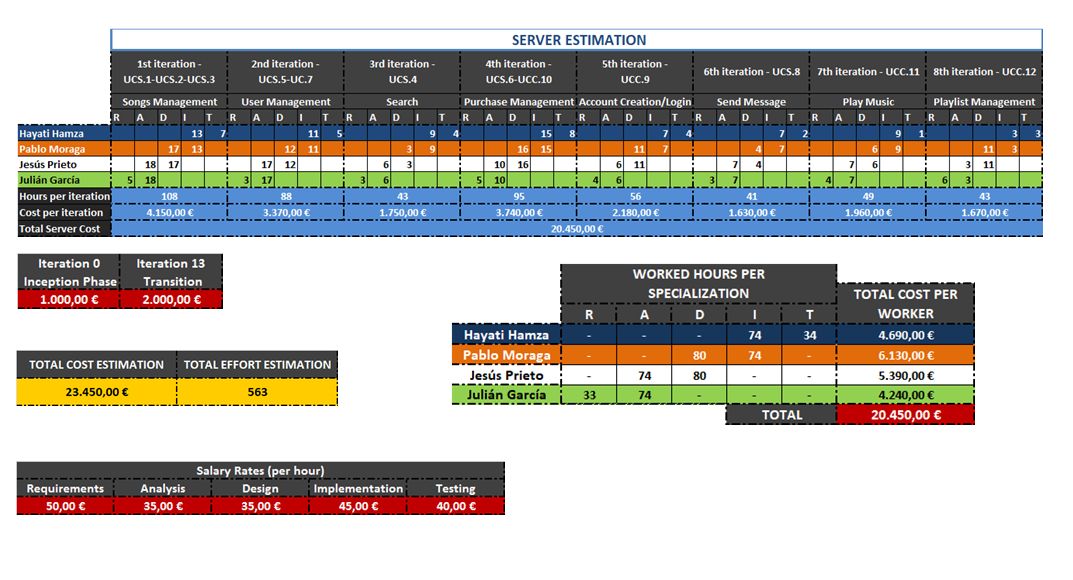 SERVER ESTIMATION
1st iteration - 2nd iteration - 3rd iteration - 4th iteration - 5th iteration - 6th iteration - UCS.8 7th iteration - UCC.11 8th iteration - UCC.12
UCS.1-UCS.2-UCS.3 UCS.5-UC.7 UCS.4 UCS.6-UCC.10 UCC.9
Songs Management User Management Search Purchase Management Account Creation/Login Send Message Play Music Playlist Management
R A D I T R A D I T R A D I T R A D I T R A D I T R A D I T R A D I T R A D I T
Hayati Hamza 13 7 11 5 9 4 15 8 7 4 7 2 9 1 3 3
Pablo Moraga 17 13 12 11 3 9 16 15 11 7 4 7 6 9 11 3
Jesús Prieto 18 17 17 12 6 3 10 16 6 11 7 4 7 6 3 11
Julián García 5 18 3 17 3 6 5 10 4 6 3 7 4 7 6 3
Hours per iteration 108 88 43 95 56 41 49 43
Cost per iteration 4.150,00 € 3.370,00 € 1.750,00 € 3.740,00 € 2.180,00 € 1.630,00 € 1.960,00 € 1.670,00 €
Total Server Cost 20.450,00 €
Iteration 0 Iteration 13
Inception Phase Transition
1.000,00 € 2.000,00 €
WORKED HOURS PER
SPECIALIZATION
TOTAL COST PER
WORKER
R A D I T
Hayati Hamza - - - 74 34 4.690,00 €
Pablo Moraga - - 80 74 - 6.130,00 €
Jesús Prieto - 74 80 - - 5.390,00 €
Julián García 33 74 - - - 4.240,00 €
TOTAL 20.450,00 €
TOTAL COST ESTIMATION TOTAL EFFORT ESTIMATION
23.450,00 € 563
Salary Rates (per hour)
Requirements Analysis Design Implementation Testing
50,00 € 35,00 € 35,00 € 45,00 € 40,00 €